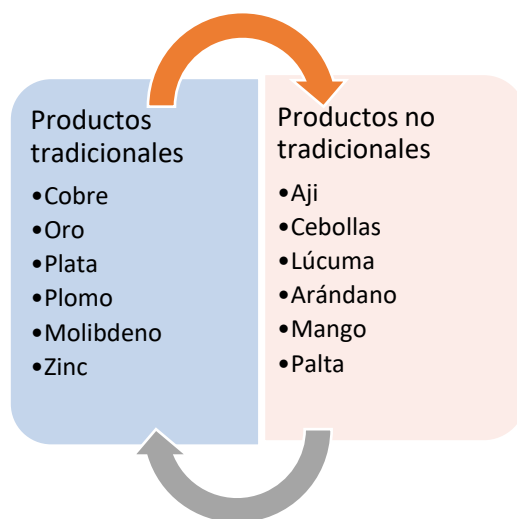 Productos
tradicionales
•Cobre
•Oro
•Plata
•Plomo
•Molibdeno
•Zinc
Productos no
tradicionales
•Aji
•Cebollas
•Lúcuma
•Arándano
•Mango
•Palta